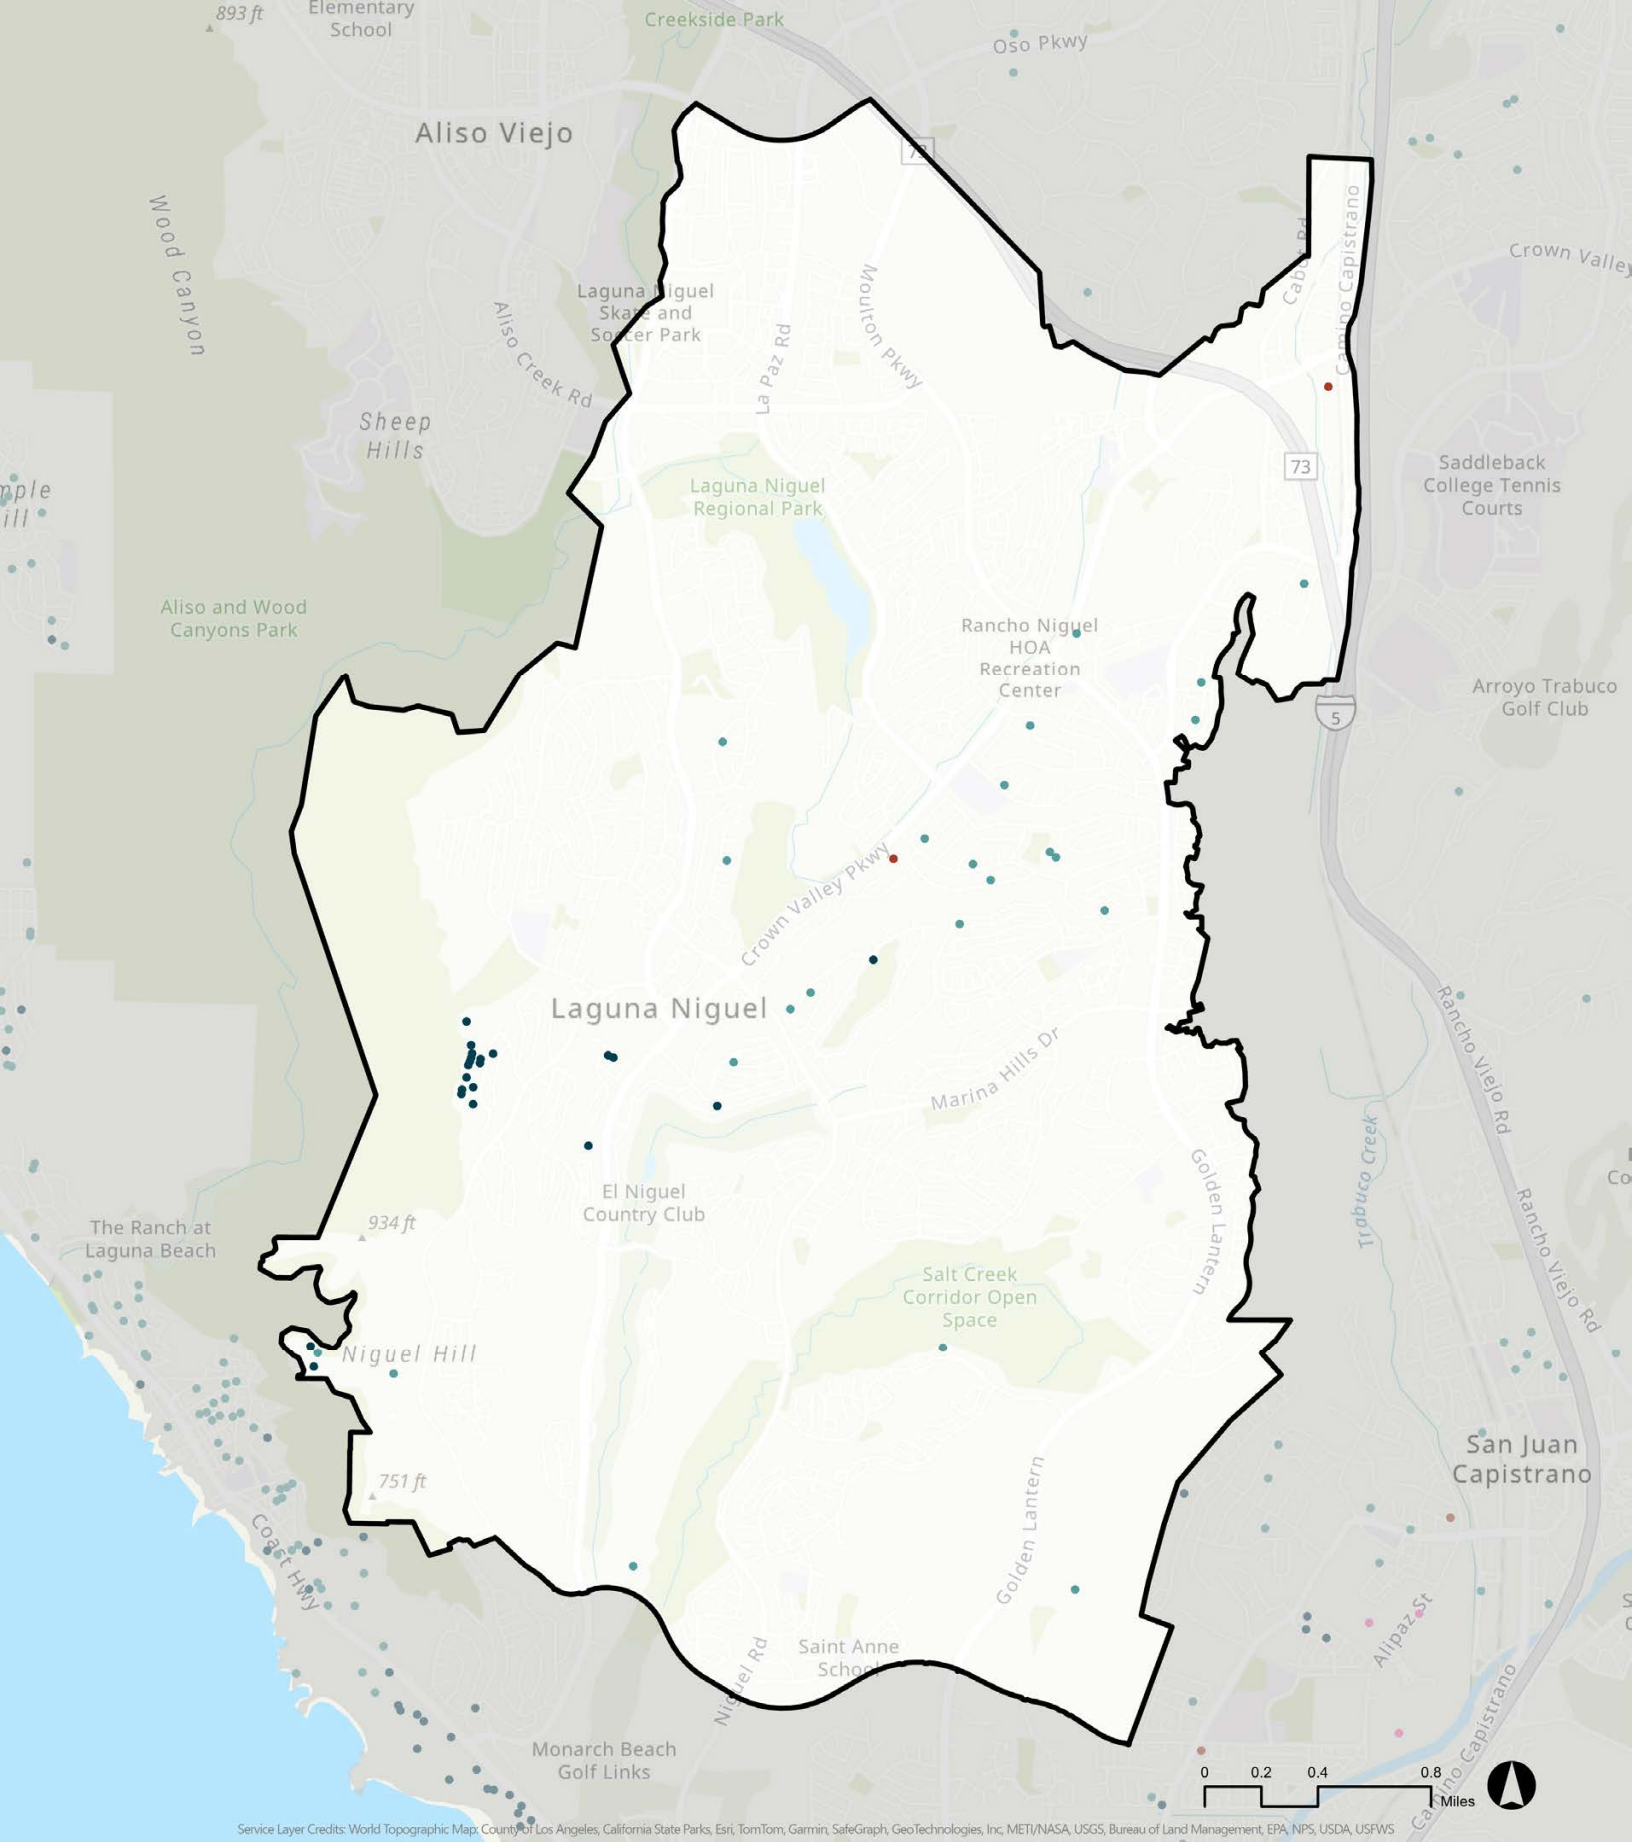 893 ft
Elementary
School
Creekside Park
Oso Pkwy
Aliso Viejo
73
Wood Canyon
Cabot Rd
Camino Capistrano
Crown Valley
Laguna Niguel
Skate and
Soccer Park
Aliso Creek Rd
La Paz Rd
Moulton Pkwy
Sheep
Hills
73
Saddleback
College Tennis
Courts
Laguna Niguel
Regional Park
Aliso and Wood
Canyons Park
Rancho Niguel
HOA
Recreation
Center
Arroyo Trabuco
Golf Club
5
Crown Valley Pkwy
Laguna Niguel
Marina Hills Dr
Rancho Viejo Rd
Trabuco Creek
Golden Lantern
El Niguel
Country Club
The Ranch at
Laguna Beach
934 ft
Rancho Viejo Rd
Salt Creek
Corridor Open
Space
Niguel Hill
San Juan
Capistrano
751 ft
Coast Hwy
Golden Lantern
Alipaz St
Saint Anne
School
Niguel Rd
Camino Capistrano
Monarch Beach
Golf Links
0 0.2 0.4 0.8
Miles
Service Layer Credits: World Topographic Map: County of Los Angeles, California State Parks, Esri, TomTom, Garmin, SafeGraph, GeoTechnologies, Inc, METI/NASA, USGS, Bureau of Land Management, EPA, NPS, USDA, USFWS